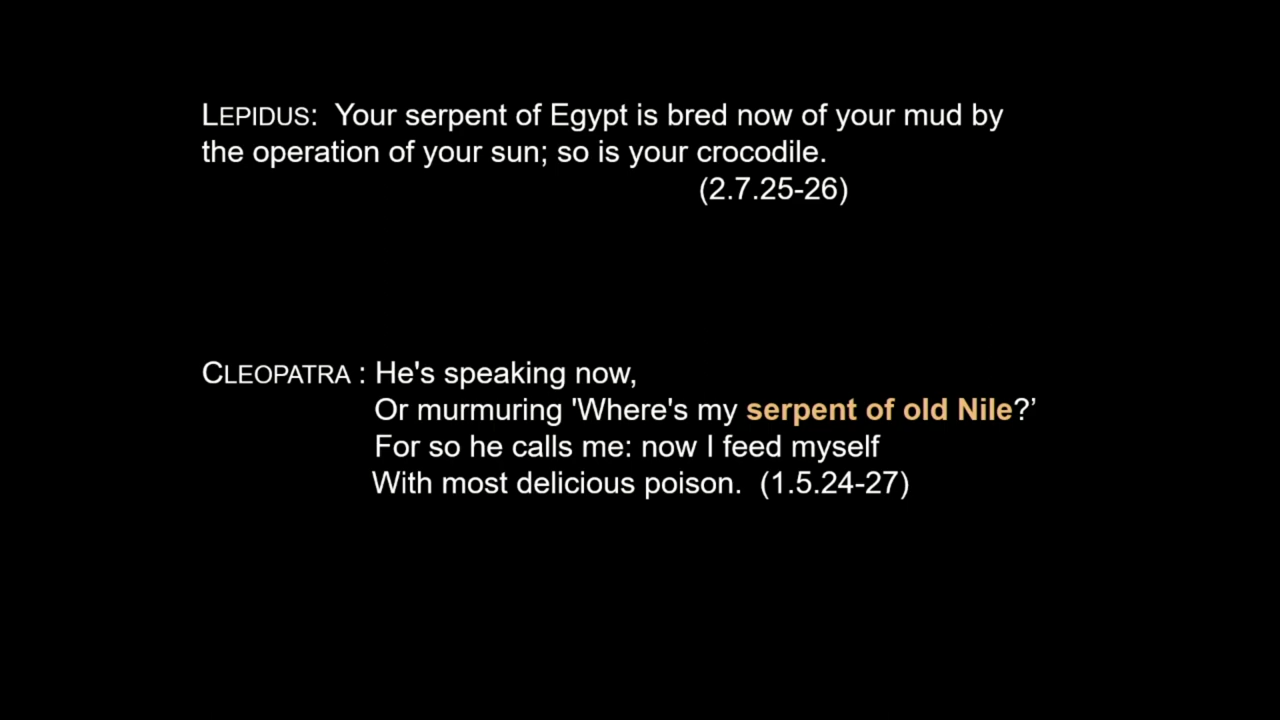 LEPIDUS:  Your serpent of Egypt is bred now of your mud by
the operation of your sun; so is your crocodile.
(2.7.25-26)
CLEOPATRA : He's speaking now,
Or murmuring 'Where's my serpent of old Nile?’
For so he calls me: now I feed myself
With most delicious poison.  (1.5.24-27)